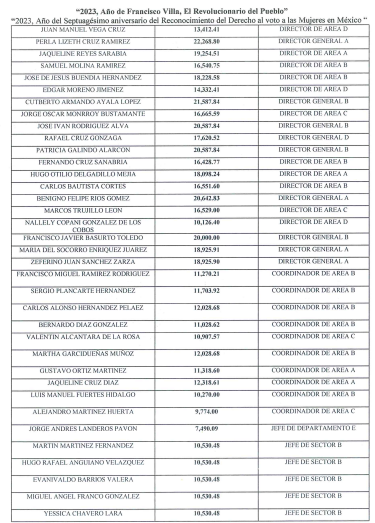 “2023, Año de Francisco Villa, El Revolucionario del Pueblo”
“2023, Año del Septuagésimo aniversario del Reconocimiento del Derecho al voto a las Mujeres en México “
JUAN MANUEL VEGA CRUZ 13,412.41 DIRECTOR DE AREA D
PERLA LIZETH CRUZ RAMIREZ 22,268.80 DIRECTOR GENERAL A
JAQUELINE REYES SARABIA 19,254.51 DIRECTOR DE AREA A
SAMUEL MOLINA RAMIREZ 16,540.75 DIRECTOR DE AREA B
JOSE DE JESUS BUENDIA HERNANDEZ 18,228.58 DIRECTOR DE AREA B
EDGAR MORENO JIMENEZ 14,332.41 DIRECTOR DE AREA D
CUTBERTO ARMANDO AYALA LOPEZ 21,587.84 DIRECTOR GENERAL B
JORGE OSCAR MONRROY BUSTAMANTE 16,665.59 DIRECTOR DE AREA C
JOSE IVAN RODRIGUEZ ALVA 20,587.84 DIRECTOR GENERAL B
RAFAEL CRUZ GONZAGA 17,620.52 DIRECTOR GENERAL D
PATRICIA GALINDO ALARCON 20,587.84 DIRECTOR GENERAL B
FERNANDO CRUZ SANABRIA 16,428.77 DIRECTOR DE AREA B
HUGO OTILIO DELGADILLO MEJIA 18,098.24 DIRECTOR DE AREA A
CARLOS BAUTISTA CORTES 16,551.60 DIRECTOR DE AREA B
BENIGNO FELIPE RIOS GOMEZ 20,642.83 DIRECTOR GENERAL A
MARCOS TRUJILLO LEON 16,529.00 DIRECTOR DE AREA C
NALLELY COPANI GONZALEZ DE LOS COBOS 10,126.40 DIRECTOR DE AREA D
FRANCISCO JAVIER BASURTO TOLEDO 20,000.00 DIRECTOR GENERAL B
MARIA DEL SOCORRO ENRIQUEZ JUAREZ 18,925.91 DIRECTOR GENERAL A
ZEFERINO JUAN SANCHEZ ZARZA 18,925.90 DIRECTOR GENERAL A
FRANCISCO MIGUEL RAMIREZ RODRIGUEZ 11,270.21 COORDINADOR DE AREA B
SERGIO PLANCARTE HERNANDEZ 11,703.92 COORDINADOR DE AREA B
CARLOS ALONSO HERNANDEZ PELAEZ 12,028.68 COORDINADOR DE AREA B
BERNARDO DIAZ GONZALEZ 11,028.62 COORDINADOR DE AREA B
VALENTIN ALCANTARA DE LA ROSA 10,907.57 COORDINADOR DE AREA C
MARTHA GARCIDUEÑAS MUÑOZ 12,028.68 COORDINADOR DE AREA B
GUSTAVO ORTIZ MARTINEZ 11,318.60 COORDINADOR DE AREA A
JAQUELINE CRUZ DIAZ 12,318.61 COORDINADOR DE AREA A
LUIS MANUEL FUERTES HIDALGO 10,270.00 COORDINADOR DE AREA B
ALEJANDRO MARTINEZ HUERTA 9,774.00 COORDINADOR DE AREA C
JORGE ANDRES LANDEROS PAVON 7,490.09 JEFE DE DEPARTAMENTO E
MARTIN MARTINEZ FERNANDEZ 10,530.48 JEFE DE SECTOR B
HUGO RAFAEL ANGUIANO VELAZQUEZ 10,530.48 JEFE DE SECTOR B
EVANIVALDO BARRIOS VALERA 10,530.48 JEFE DE SECTOR B
MIGUEL ANGEL FRANCO GONZALEZ 10,530.48 JEFE DE SECTOR B
YESSICA CHAVERO LARA 10,530.48 JEFE DE SECTOR B